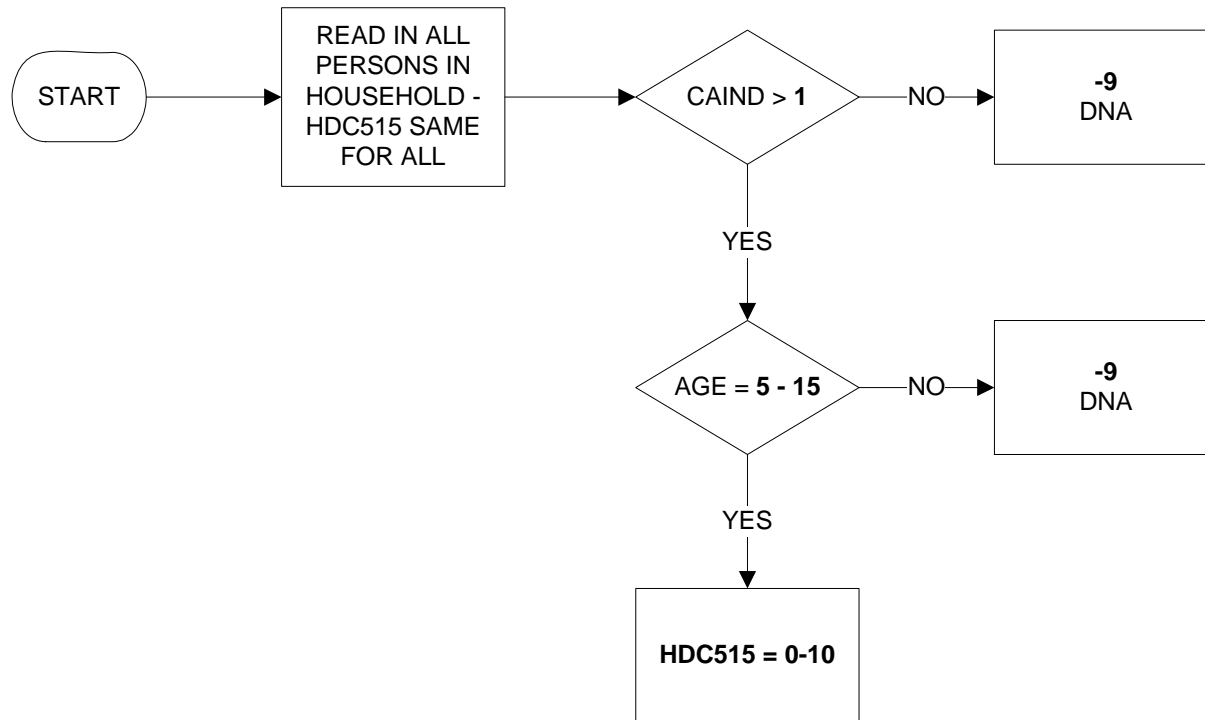 START
READ IN ALL
PERSONS IN
HOUSEHOLD -
HDC515 SAME
FOR ALL
CAIND > 1
NO
-9
DNA
YES
AGE = 5 - 15
NO
-9
DNA
YES
HDC515 = 0-10